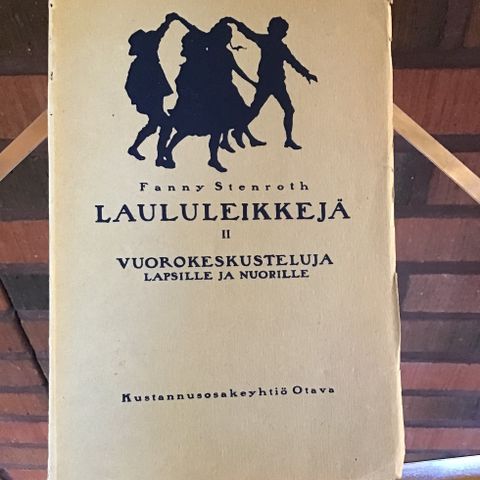 Fanny Stenroth
LAULULEIKKEJÄ
II
VUOROKESKUSTELUJA
LAPSILLE JA NUORILLE
Kustannusosakeyhtiö Otava